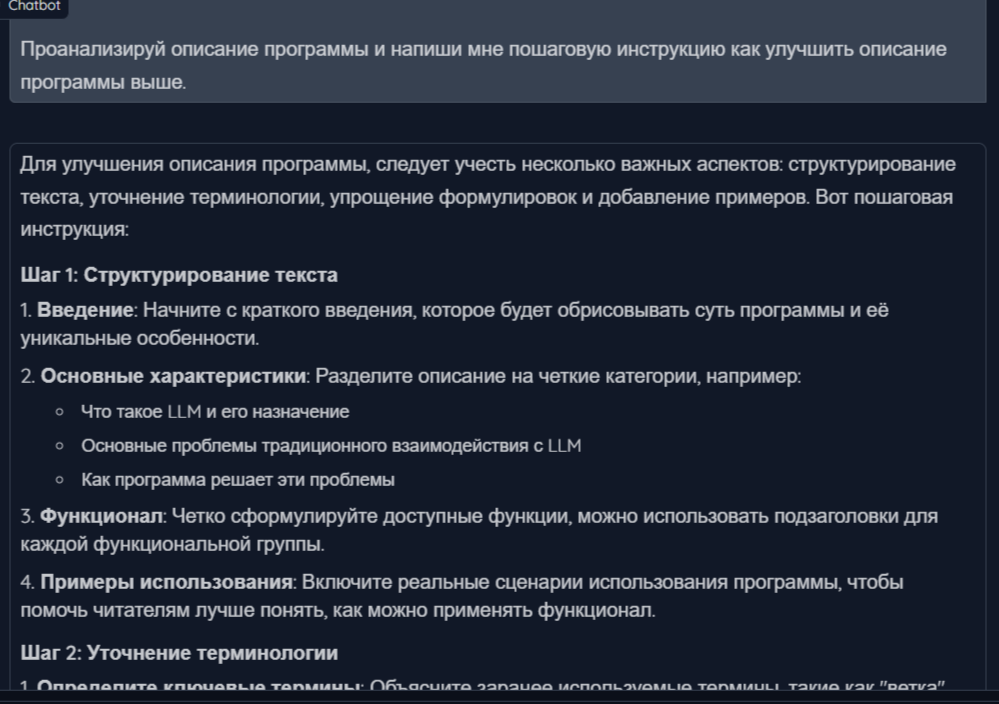 Chatbot
Проанализируй описание программы и напиши мне пошаговую инструкцию как улучшить описание
программы выше.
Для улучшения описания программы, следует учесть несколько важных аспектов: структурирование
текста, уточнение терминологии, упрощение формулировок и добавление примеров. Вот пошаговая
инструкция:
Шаг 1: Структурирование текста
1. Введение: Начните с краткого введения, которое будет обрисовывать суть программы и её
уникальные особенности.
2. Основные характеристики: Разделите описание на четкие категории, например:
◦ Что такое LLM и его назначение
◦ Основные проблемы традиционного взаимодействия с LLM
◦ Как программа решает эти проблемы
3. Функционал: Четко сформулируйте доступные функции, можно использовать подзаголовки для
каждой функциональной группы.
4. Примеры использования: Включите реальные сценарии использования программы, чтобы
помочь читателям лучше понять, как можно применять функционал.
Шаг 2: Уточнение терминологии
1. Определите ключевые термины: Объясните заранее используемые термины, такие как "ветка"